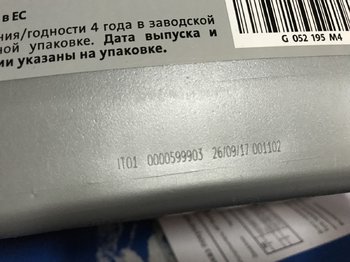 в ЕС
ния/годности 4 года в заводской
ной упаковке. Дата выпуска и
ии указаны на упаковке.
G 052 195 M4
IT01 0000599903 26/09/17 001102